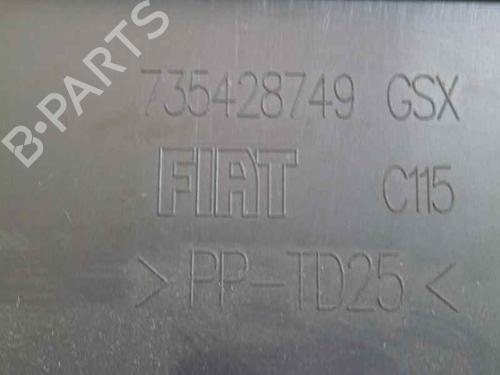 B-PARTS
735428749 GSX
FIAT C115
>PP-TD25<